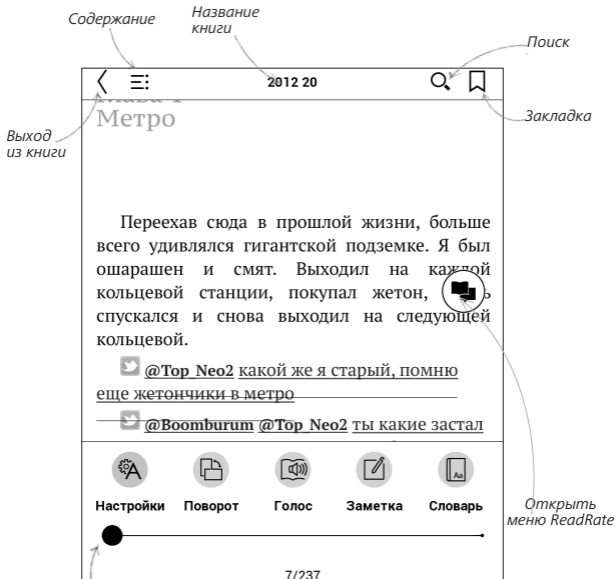 Содержание
Название
книги
Поиск
2012 20
Закладка
Выход
из книги
Глава 1
Метро
Переехав сюда в прошлой жизни, больше
всего удивлялся гигантской подземке. Я был
ошарашен и смят. Выходил на каждой
кольцевой станции, покупал жетон,
спускался и снова выходил на следующей
кольцевой.
@Top_Neo2 какой же я старый, помню
еще жетончики в метро
@Boomburum @Top_Neo2 ты какие застал
Настройки Поворот Голос Заметка Словарь
Aa
Открыть
меню ReadRate
7/237